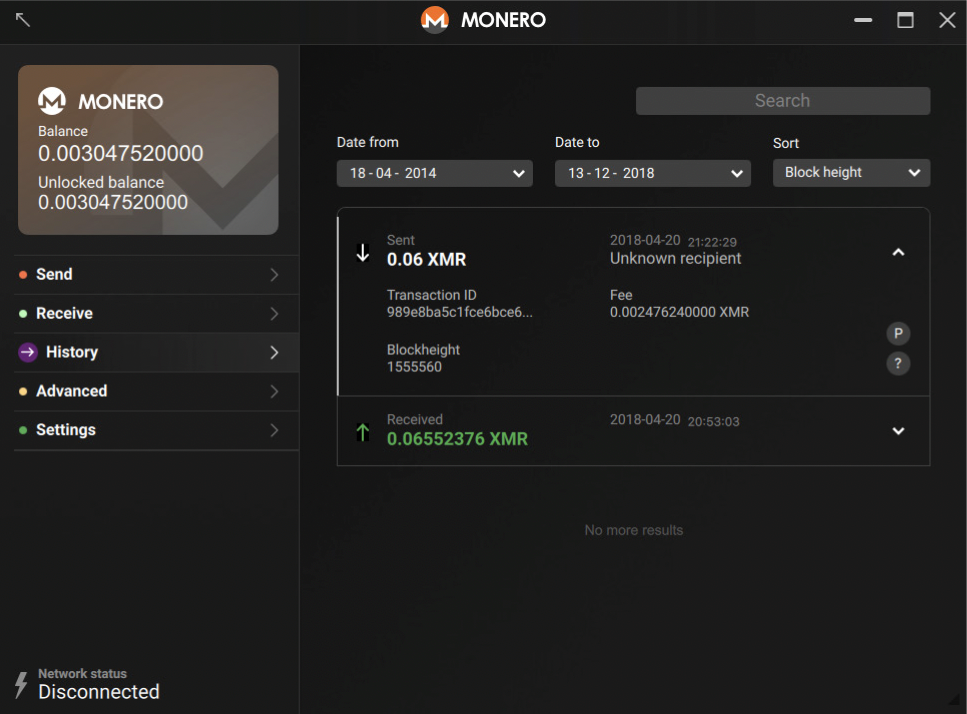 MONERO
MONERO
Balance
0.003047520000
Unlocked balance
0.003047520000
Send
Receive
History
Advanced
Settings
Network status
Disconnected
Search
Date from
18 - 04 - 2014
Date to
13 - 12 - 2018
Sort
Block height
Sent
0.06 XMR
2018-04-20 21:22:29
Unknown recipient
Transaction ID
989e8ba5c1fce6bce6...
Fee
0.002476240000 XMR
Blockheight
1555560
P
?
Received
0.06552376 XMR
2018-04-20 20:53:03
No more results